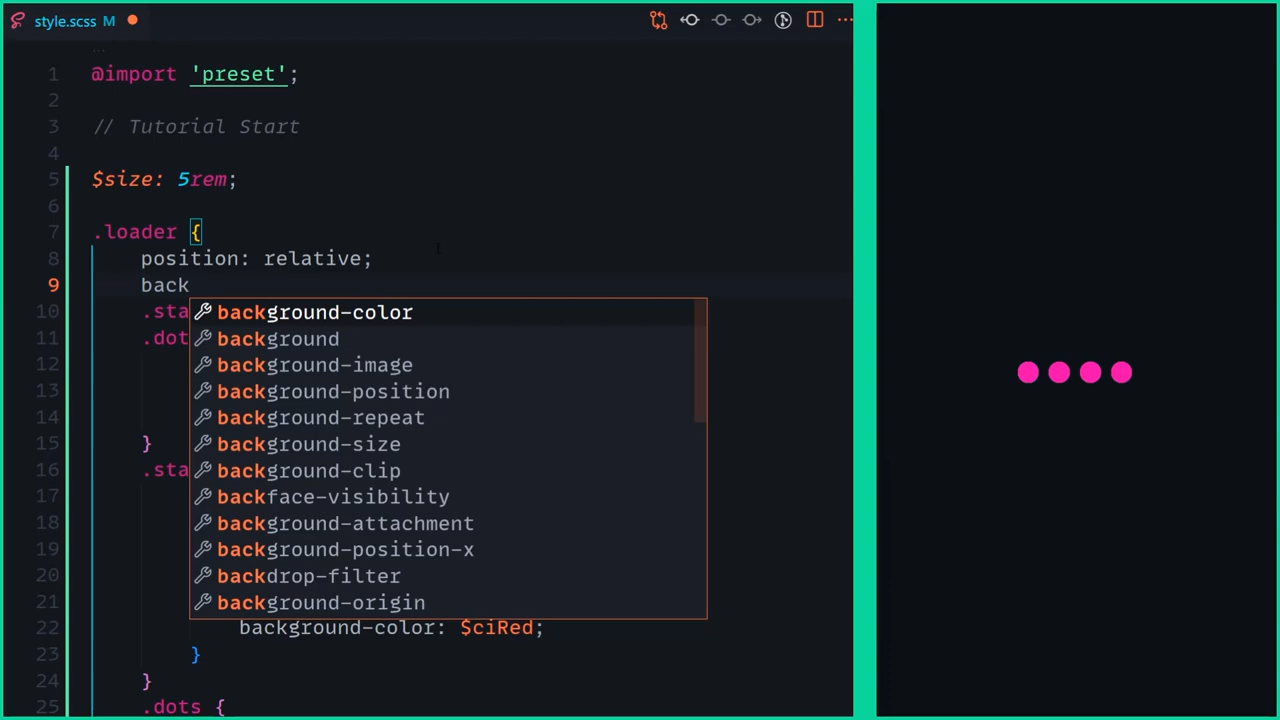 style.scss M
1 @import 'preset';
2
3 // Tutorial Start
4
5 $size: 5rem;
6
7 .loader {
8 position: relative;
9 back
10 .sta
background-color
11 .dot
background
12
background-image
13
background-position
14
background-repeat
15 }
background-size
16 .sta
background-clip
17
backface-visibility
18
background-attachment
19
background-position-x
20
backdrop-filter
21
background-origin
22 background-color: $ciRed;
23 }
24 }
25 .dots {